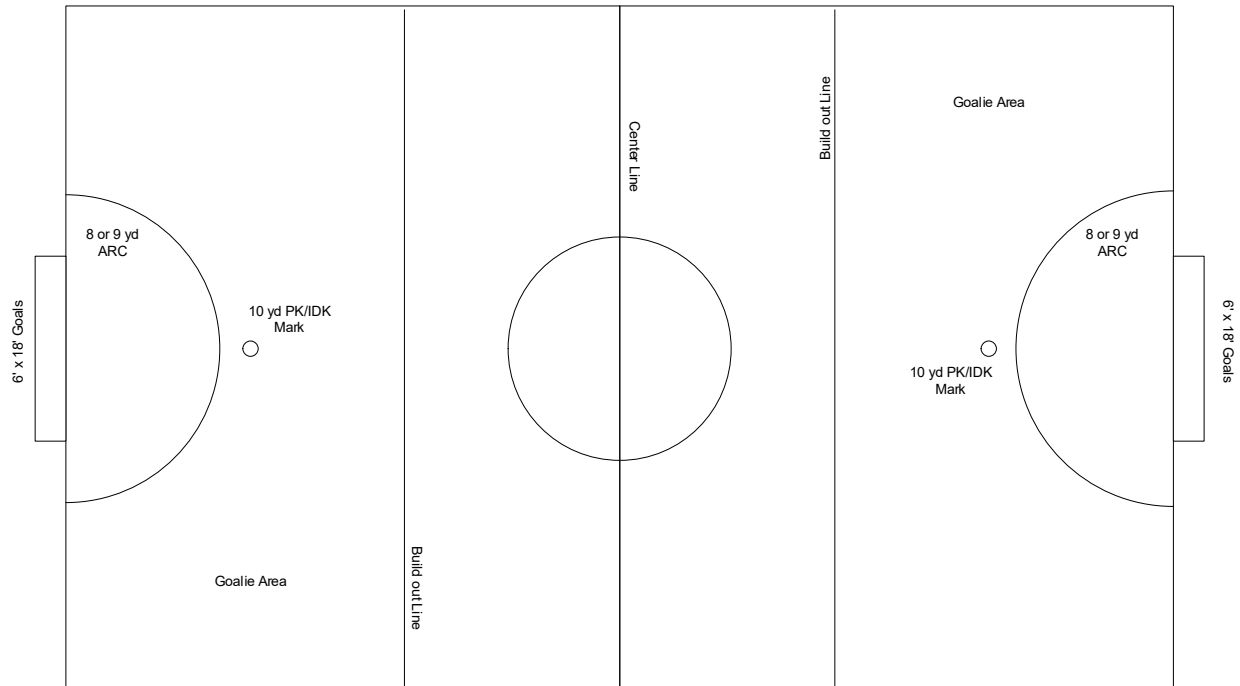 Build out Line
Goalie Area
Center Line
8 or 9 yd
ARC
8 or 9 yd
ARC
6' x 18' Goals
10 yd PK/IDK
Mark
6' x 18' Goals
10 yd PK/IDK
Mark
Goalie Area
Build out Line